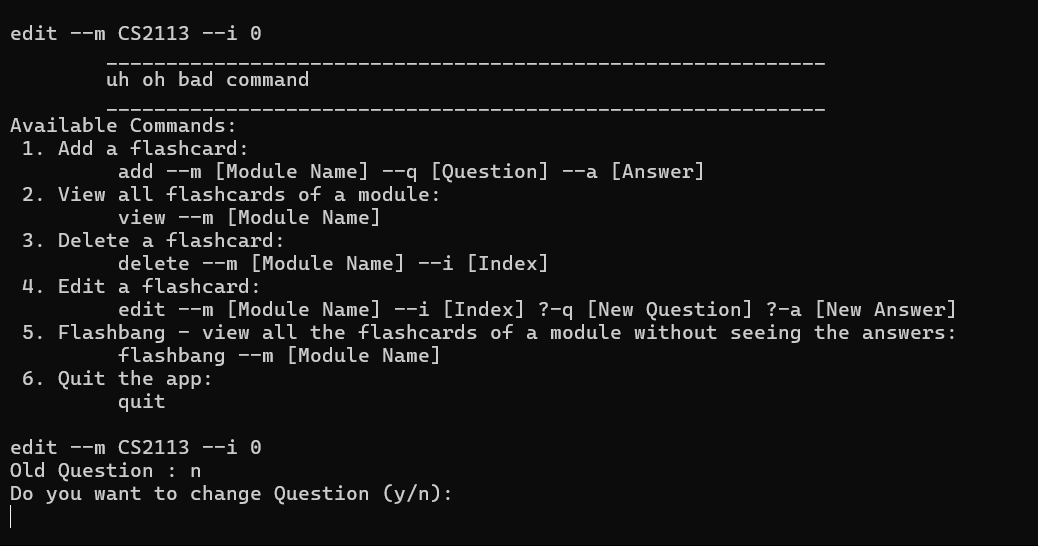 edit --m CS2113 --i 0
____________________________________________________________
uh oh bad command
____________________________________________________________
Available Commands:
1. Add a flashcard:
add --m [Module Name] --q [Question] --a [Answer]
2. View all flashcards of a module:
view --m [Module Name]
3. Delete a flashcard:
delete --m [Module Name] --i [Index]
4. Edit a flashcard:
edit --m [Module Name] --i [Index] ?-q [New Question] ?-a [New Answer]
5. Flashbang - view all the flashcards of a module without seeing the answers:
flashbang --m [Module Name]
6. Quit the app:
quit
edit --m CS2113 --i 0
Old Question : n
Do you want to change Question (y/n):